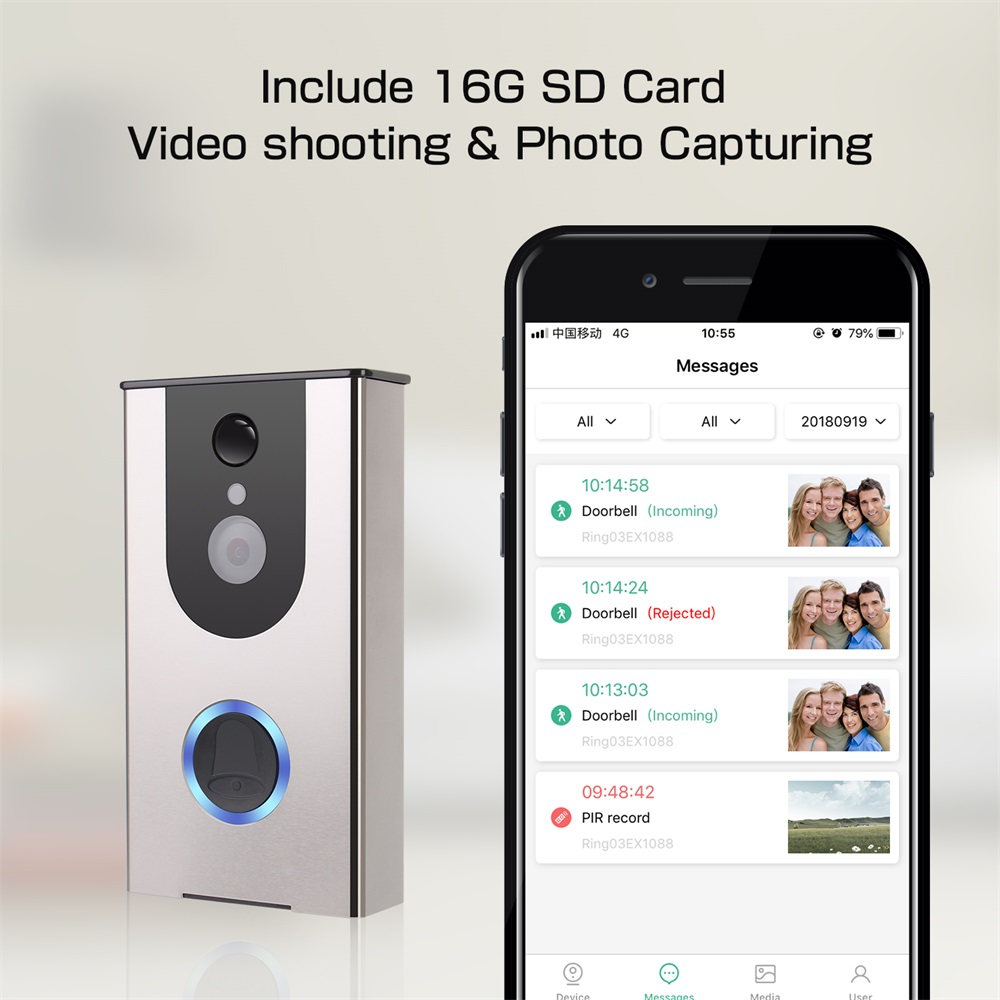 Include 16G SD Card
Video shooting & Photo Capturing
中国移动 4G 10:55 79%
Messages
All All 20180919
10:14:58
Doorbell (Incoming)
Ring03EX1088
10:14:24
Doorbell (Rejected)
Ring03EX1088
10:13:03
Doorbell (Incoming)
Ring03EX1088
09:48:42
PIR record
Ring03EX1088
Device Messages Media User